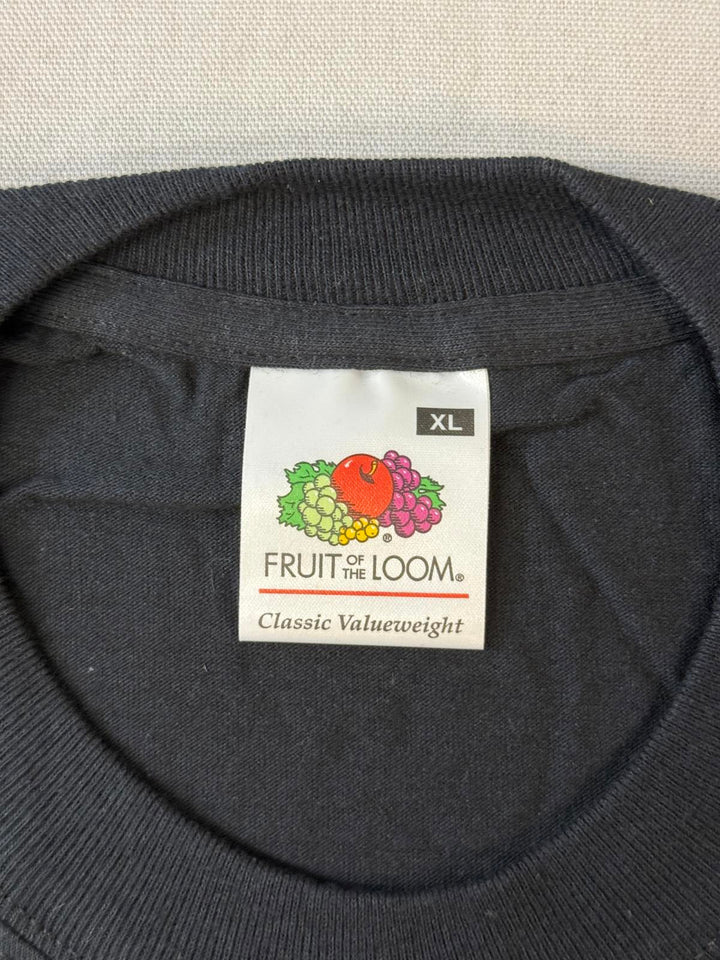 XL
®
FRUIT OF THE LOOM®
Classic Valueweight